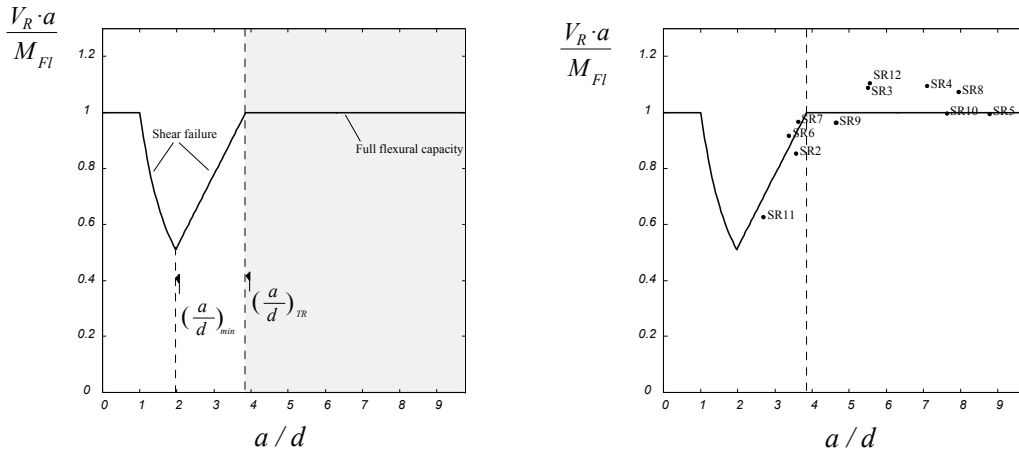 V_R · a / M_Fl
1.2
1
0.8
0.6
0.4
0.2
0
Shear failure
Full flexural capacity
(a/d)_min
(a/d)_TR
0 1 2 3 4 5 6 7 8 9
a / d
V_R · a / M_Fl
1.2
1
0.8
0.6
0.4
0.2
0
SR12
SR3
SR4
SR8
SR7
SR9
SR10
SR5
SR6
SR2
SR11
0 1 2 3 4 5 6 7 8 9
a / d